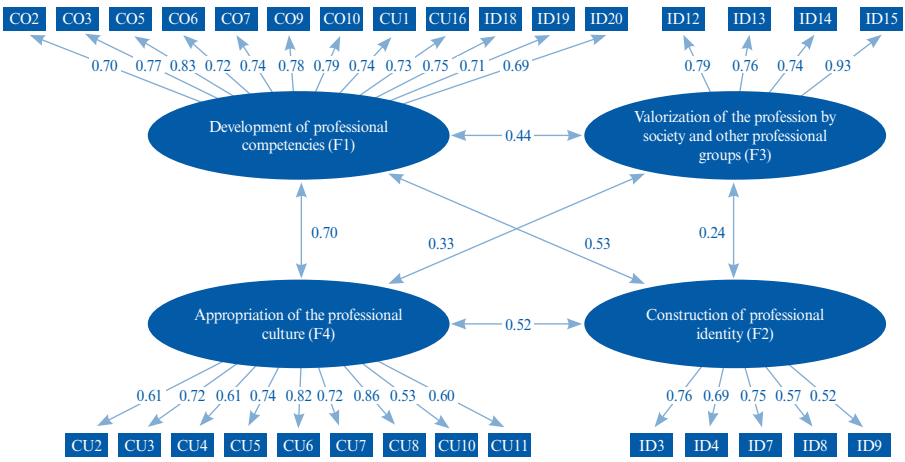 CO2 CO3 CO5 CO6 CO7 CO9 CO10 CU1 CU16 ID18 ID19 ID20 ID12 ID13 ID14 ID15
0.70 0.77 0.83 0.72 0.74 0.78 0.79 0.74 0.73 0.75 0.71 0.69 0.79 0.76 0.74 0.93
Development of professional
competencies (F1)
0.44
Valorization of the profession by
society and other professional
groups (F3)
0.70
0.33
0.53
0.24
Appropriation of the professional
culture (F4)
0.52
Construction of professional
identity (F2)
0.61 0.72 0.61 0.74 0.82 0.72 0.86 0.53 0.60 0.76 0.69 0.75 0.57 0.52
CU2 CU3 CU4 CU5 CU6 CU7 CU8 CU10 CU11 ID3 ID4 ID7 ID8 ID9